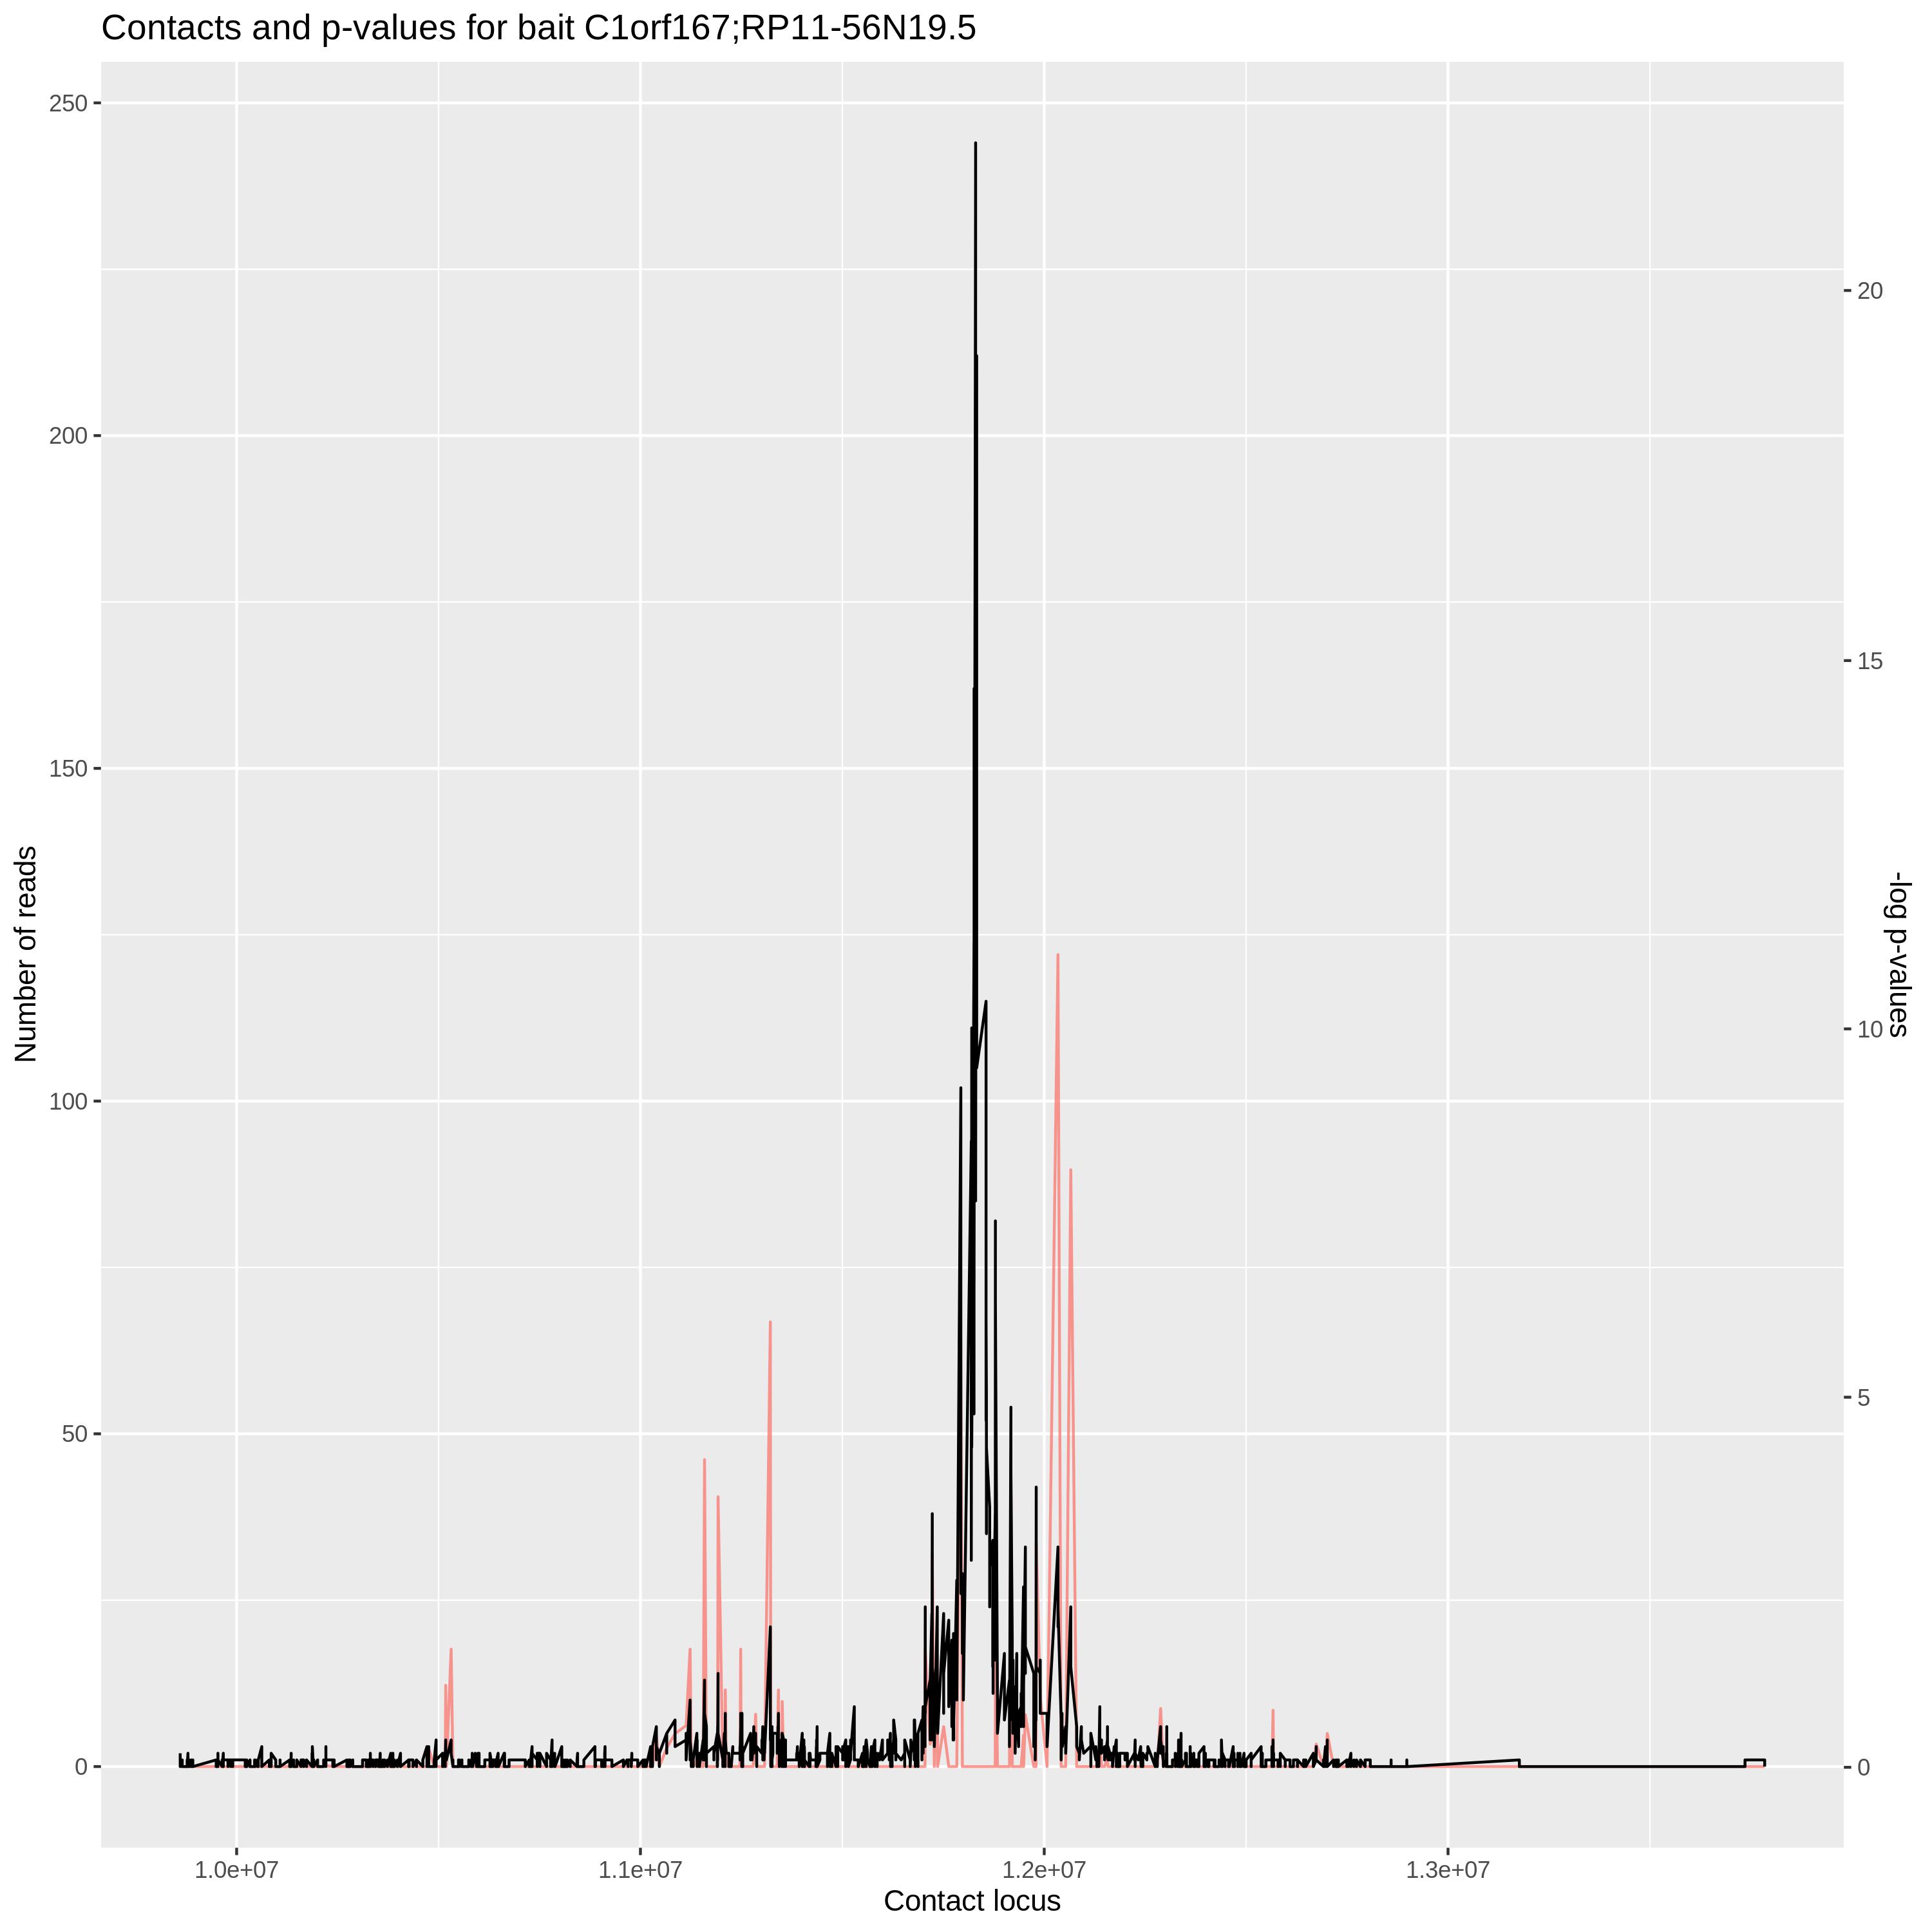 Contacts and p-values for bait C1orf167;RP11-56N19.5
250
200
150
100
50
0
Number of reads
20
15
10
5
0
-log p-values
1.0e+07
1.1e+07
1.2e+07
1.3e+07
Contact locus